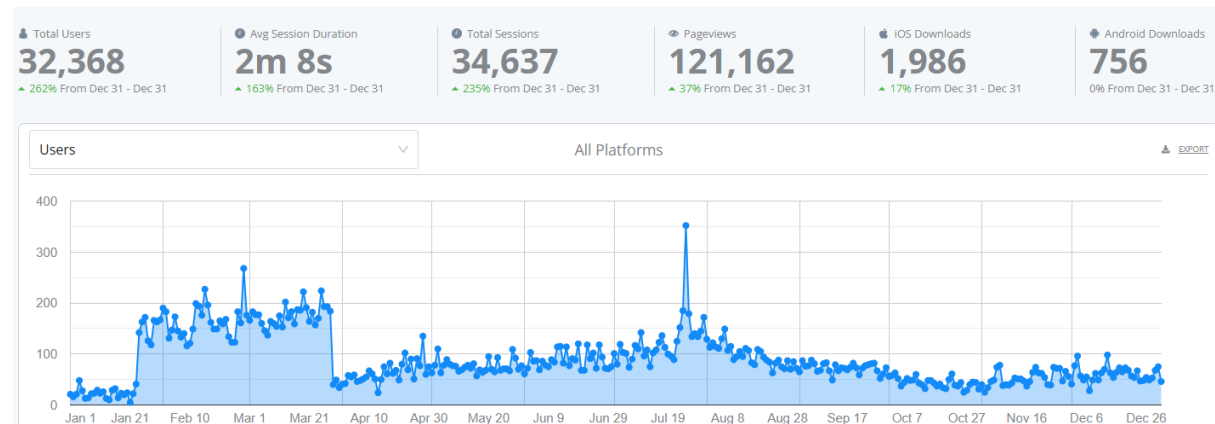 Total Users
32,368
262% From Dec 31 - Dec 31
Avg Session Duration
2m 8s
163% From Dec 31 - Dec 31
Total Sessions
34,637
235% From Dec 31 - Dec 31
Pageviews
121,162
37% From Dec 31 - Dec 31
iOS Downloads
1,986
17% From Dec 31 - Dec 31
Android Downloads
756
0% From Dec 31 - Dec 31
Users
All Platforms
EXPORT
400
300
200
100
0
Jan 1 Jan 21 Feb 10 Mar 1 Mar 21 Apr 10 Apr 30 May 20 Jun 9 Jun 29 Jul 19 Aug 8 Aug 28 Sep 17 Oct 7 Oct 27 Nov 16 Dec 6 Dec 26